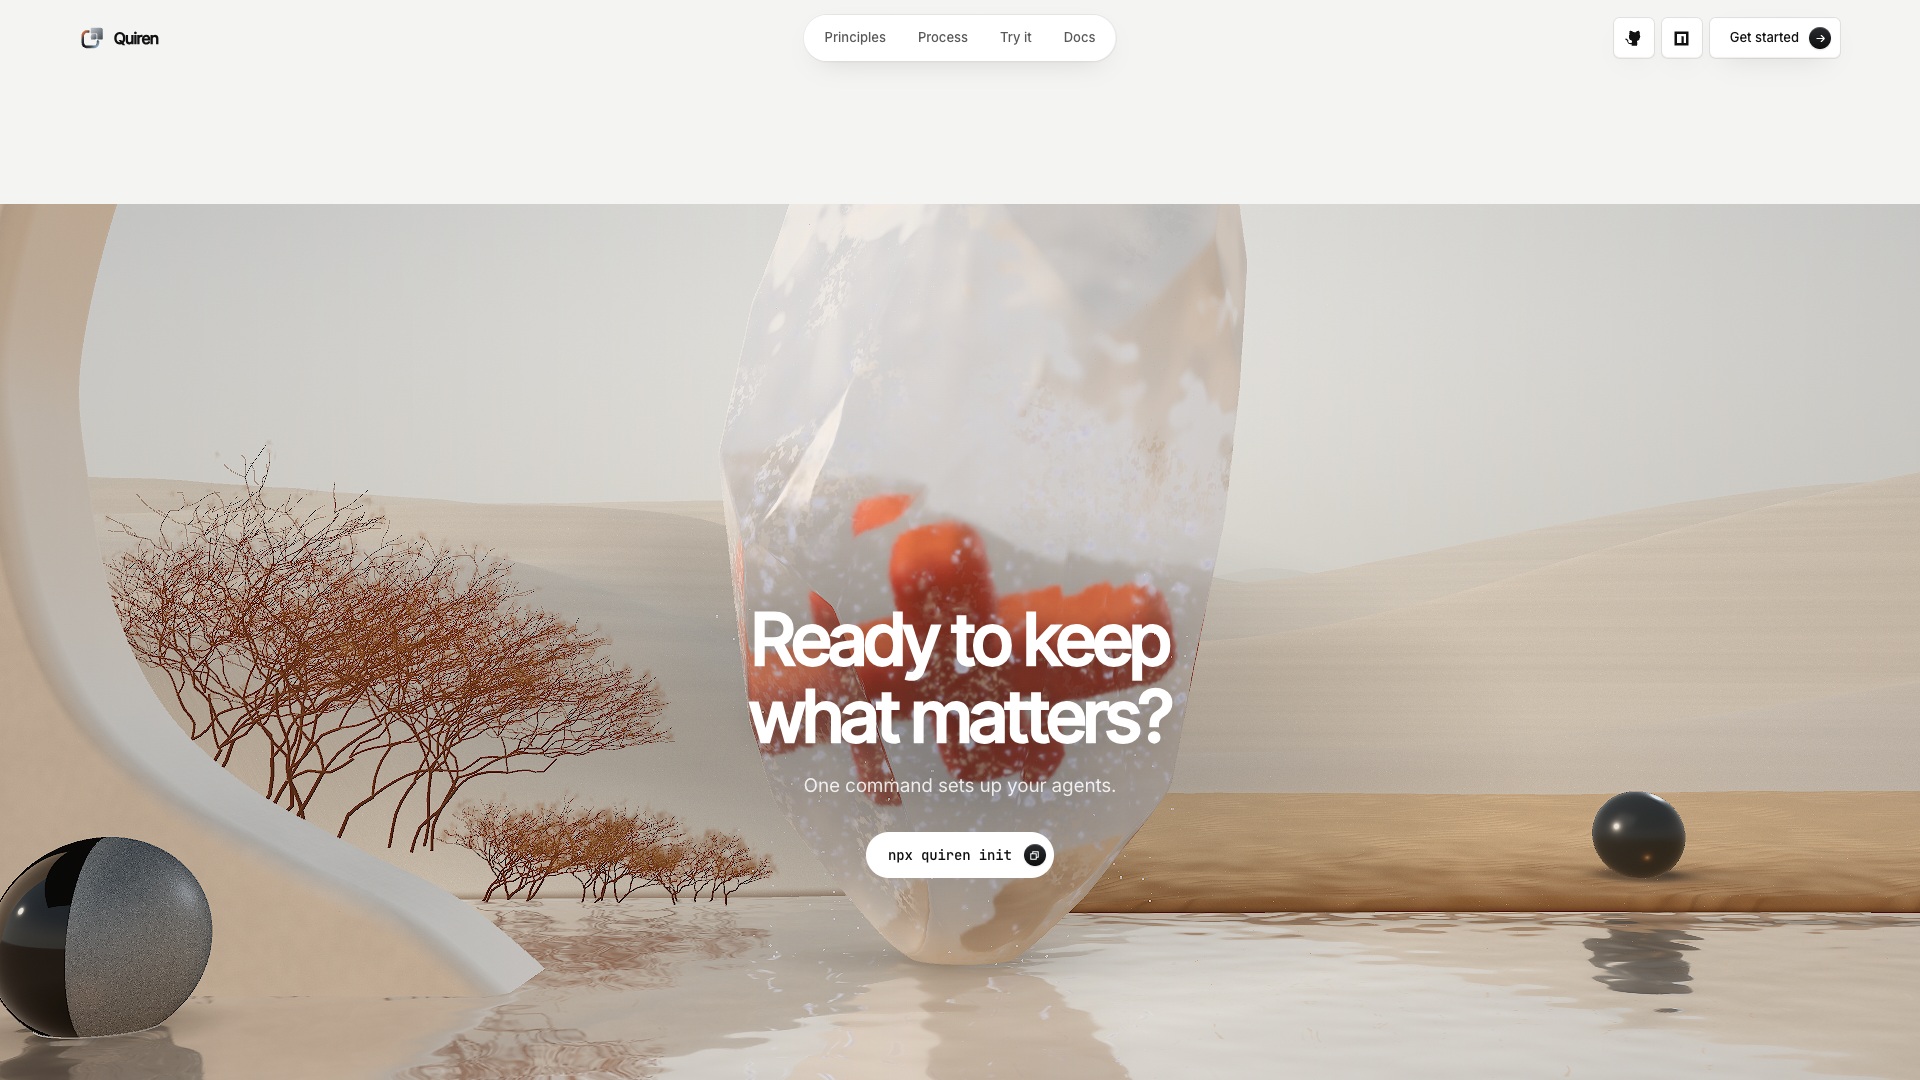 Quiren
Principles
Process
Try it
Docs
Get started
Ready to keep
what matters?
One command sets up your agents.
npx quiren init